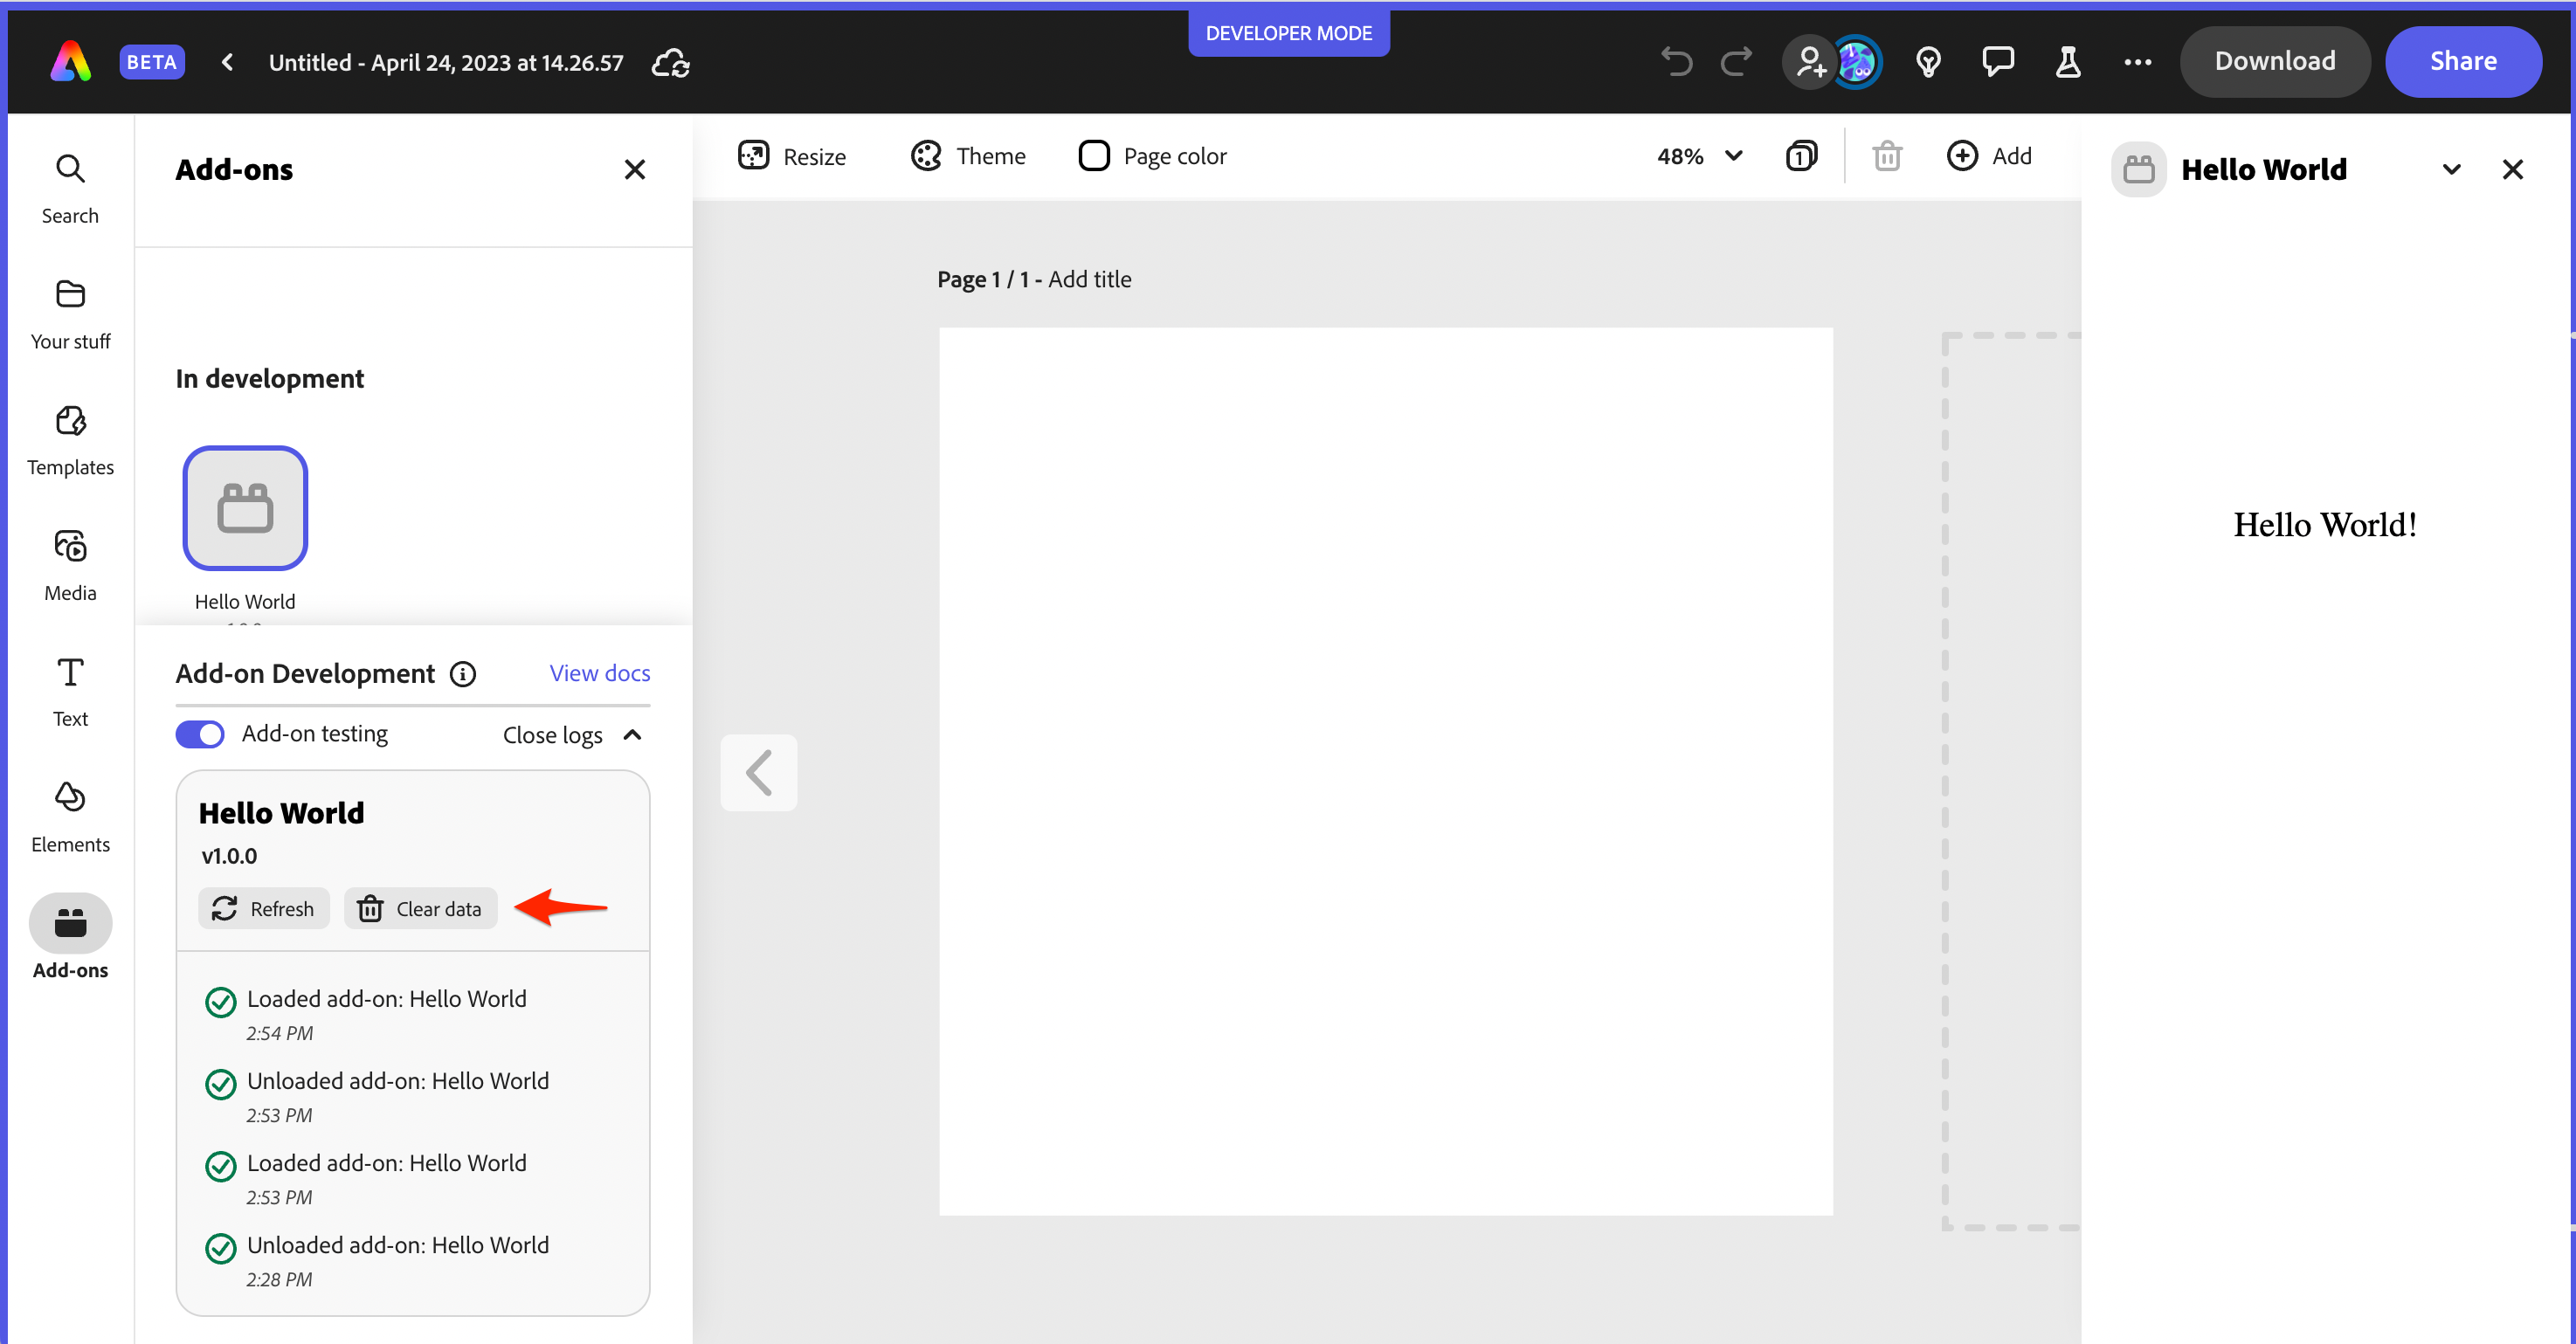 DEVELOPER MODE
BETA
Untitled - April 24, 2023 at 14.26.57
Download
Share
Search
Your stuff
Templates
Media
Text
Elements
Add-ons
Add-ons
In development
Hello World
Add-on Development
View docs
Add-on testing
Close logs
Hello World
v1.0.0
Refresh
Clear data
Loaded add-on: Hello World
2:54 PM
Unloaded add-on: Hello World
2:53 PM
Loaded add-on: Hello World
2:53 PM
Unloaded add-on: Hello World
2:28 PM
Resize
Theme
Page color
48%
1
Add
Page 1 / 1 - Add title
Hello World
Hello World!